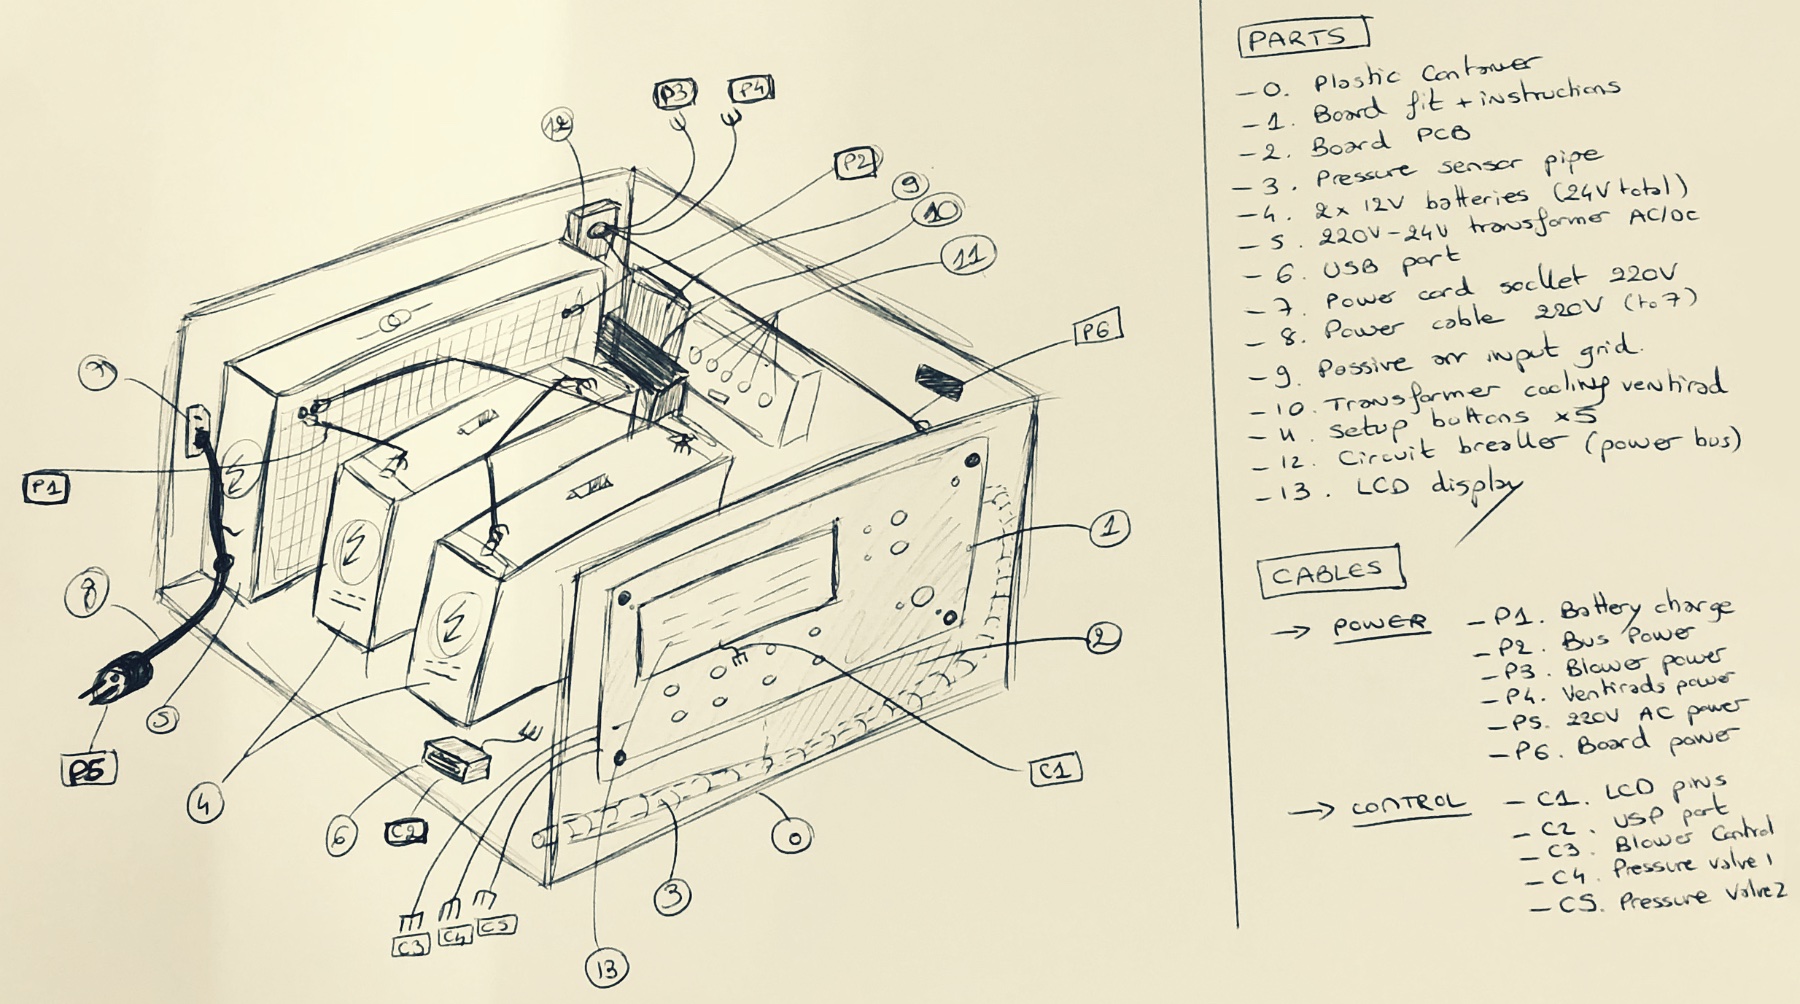 P3
P4
12
P2
9
10
11
P6
7
P1
1
8
2
5
P5
4
C1
6
C2
0
3
C3
C4
C5
13
PARTS
- 0. Plastic Container
- 1. Board fit + instructions
- 2. Board PCB
- 3. Pressure sensor pipe
- 4. 2x 12V batteries (24V total)
- 5. 220V-24V transformer AC/DC
- 6. USB port
- 7. Power cord socket 220V
- 8. Power cable 220V (to 7)
- 9. Passive air input grid.
- 10. Transformer cooling ventirad
- 11. Setup buttons x5
- 12. Circuit breaker (power bus)
- 13. LCD display
CABLES
→ POWER
- P1. Battery charge
- P2. Bus Power
- P3. Blower power
- P4. Ventirads power
- P5. 220V AC power
- P6. Board power
→ CONTROL
- C1. LCD pins
- C2. USP port
- C3. Blower Control
- C4. Pressure valve 1
- C5. Pressure Valve 2